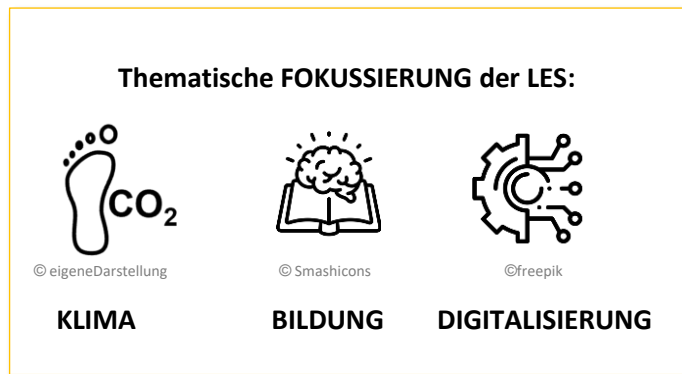 Thematische FOKUSSIERUNG der LES:
CO₂
© eigeneDarstellung
© Smashicons
©freepik
KLIMA
BILDUNG
DIGITALISIERUNG